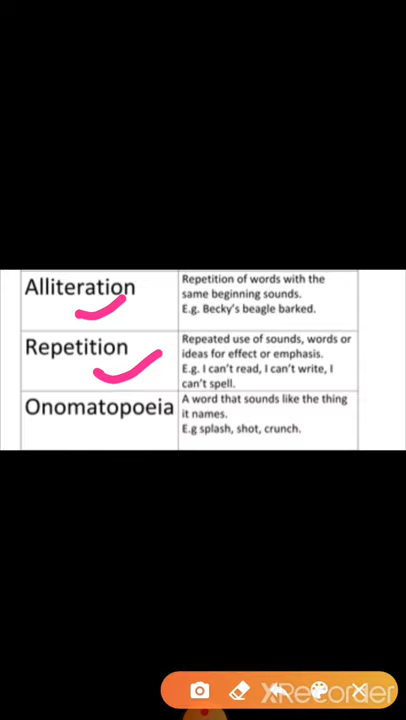 Alliteration
Repetition of words with the
same beginning sounds.
E.g. Becky's beagle barked.
Repetition
Repeated use of sounds, words or
ideas for effect or emphasis.
E.g. I can't read, I can't write, I
can't spell.
Onomatopoeia
A word that sounds like the thing
it names.
E.g splash, shot, crunch.
XRecorder